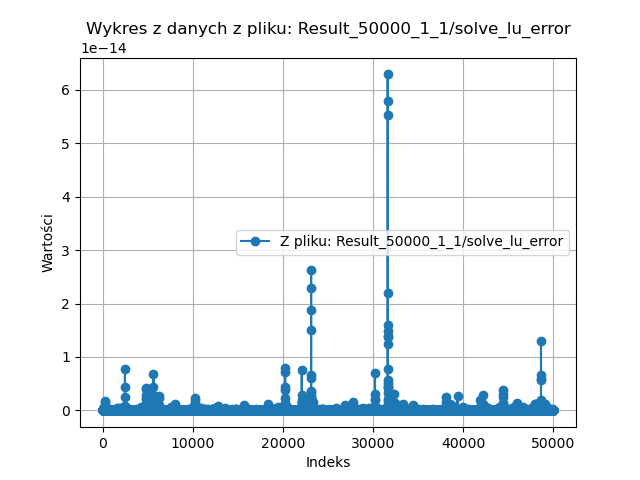 Wykres z danych z pliku: Result_50000_1_1/solve_lu_error
1e−14
6
5
4
3
2
1
0
Wartości
Z pliku: Result_50000_1_1/solve_lu_error
0 10000 20000 30000 40000 50000
Indeks